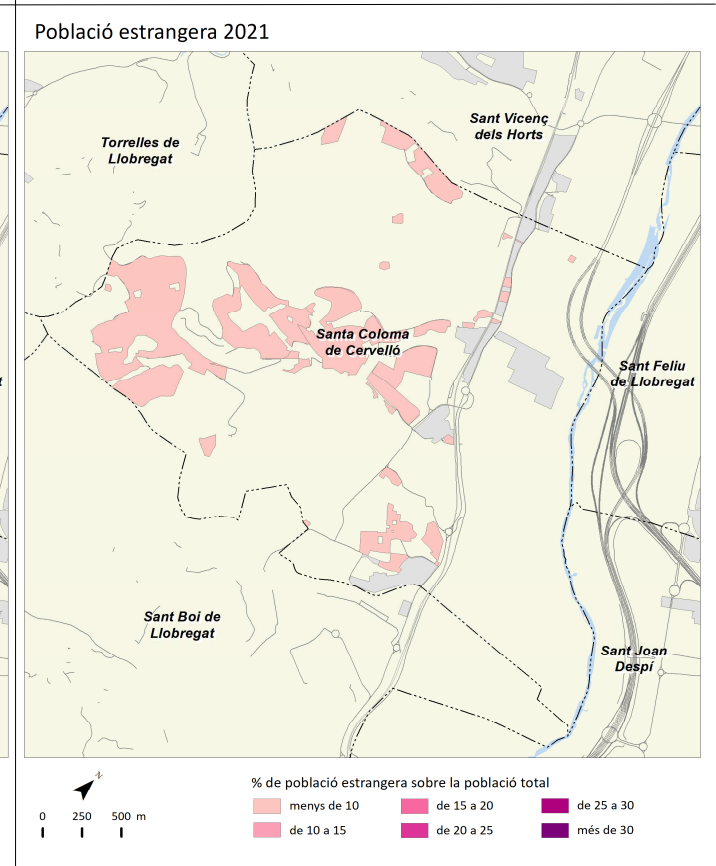 Població estrangera 2021
Sant Vicenç
dels Horts
Torrelles de
Llobregat
Santa Coloma
de Cervelló
Sant Feliu
de Llobregat
t
Sant Boi de
Llobregat
Sant Joan
Despí
N
0 250 500 m
% de població estrangera sobre la població total
menys de 10
de 15 a 20
de 25 a 30
de 10 a 15
de 20 a 25
més de 30